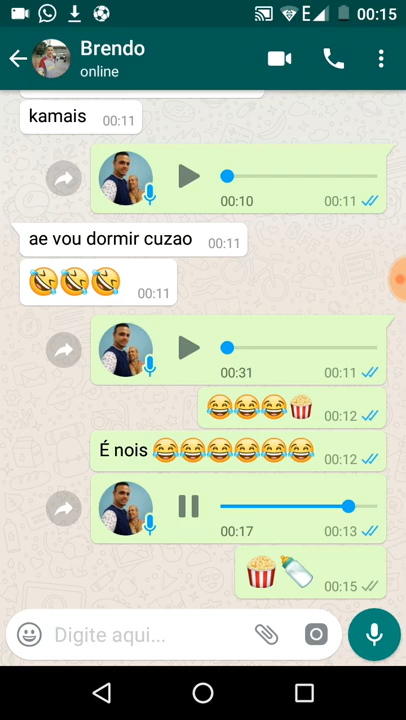 E 00:15
Brendo
online
kamais 00:11
00:10 00:11
ae vou dormir cuzao 00:11
🤣🤣🤣 00:11
00:31 00:11
😂😂😂🍿 00:12
É nois 😂😂😂😂😂😂 00:12
00:17 00:13
🍿🍼 00:15
Digite aqui...